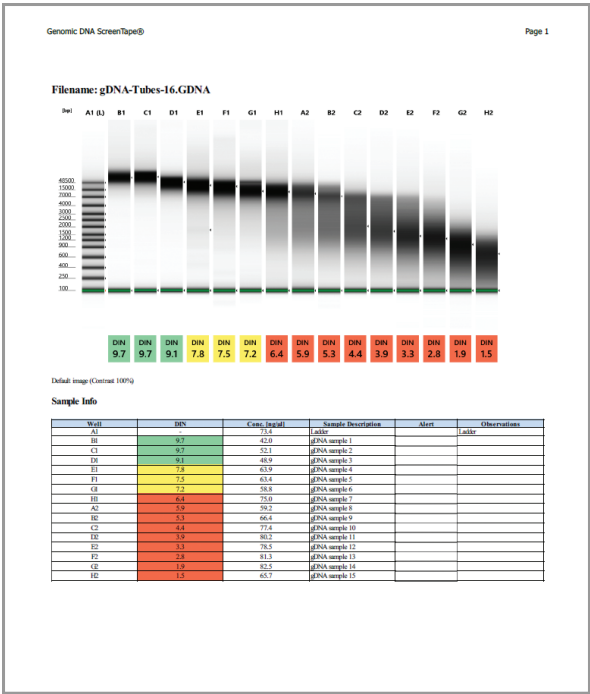 Genomic DNA ScreenTape® Page 1
Filename: gDNA-Tubes-16.GDNA
[bp] A1 (L) B1 C1 D1 E1 F1 G1 H1 A2 B2 C2 D2 E2 F2 G2 H2
48500
15000
7000
4000
3000
2500
2000
1500
1200
900
600
400
250
100
DIN DIN DIN DIN DIN DIN DIN DIN DIN DIN DIN DIN DIN DIN DIN
9.7 9.7 9.1 7.8 7.5 7.2 6.4 5.9 5.3 4.4 3.9 3.3 2.8 1.9 1.5
Default image (Contrast 100%)
Sample Info
Well DIN Conc. [ng/µl] Sample Description Alert Observations
A1 - 73.4 Ladder Ladder
B1 9.7 42.0 gDNA sample 1
C1 9.7 52.1 gDNA sample 2
D1 9.1 48.9 gDNA sample 3
E1 7.8 63.9 gDNA sample 4
F1 7.5 63.4 gDNA sample 5
G1 7.2 58.8 gDNA sample 6
H1 6.4 75.0 gDNA sample 7
A2 5.9 59.2 gDNA sample 8
B2 5.3 66.4 gDNA sample 9
C2 4.4 77.4 gDNA sample 10
D2 3.9 80.2 gDNA sample 11
E2 3.3 78.5 gDNA sample 12
F2 2.8 81.3 gDNA sample 13
G2 1.9 82.5 gDNA sample 14
H2 1.5 65.7 gDNA sample 15